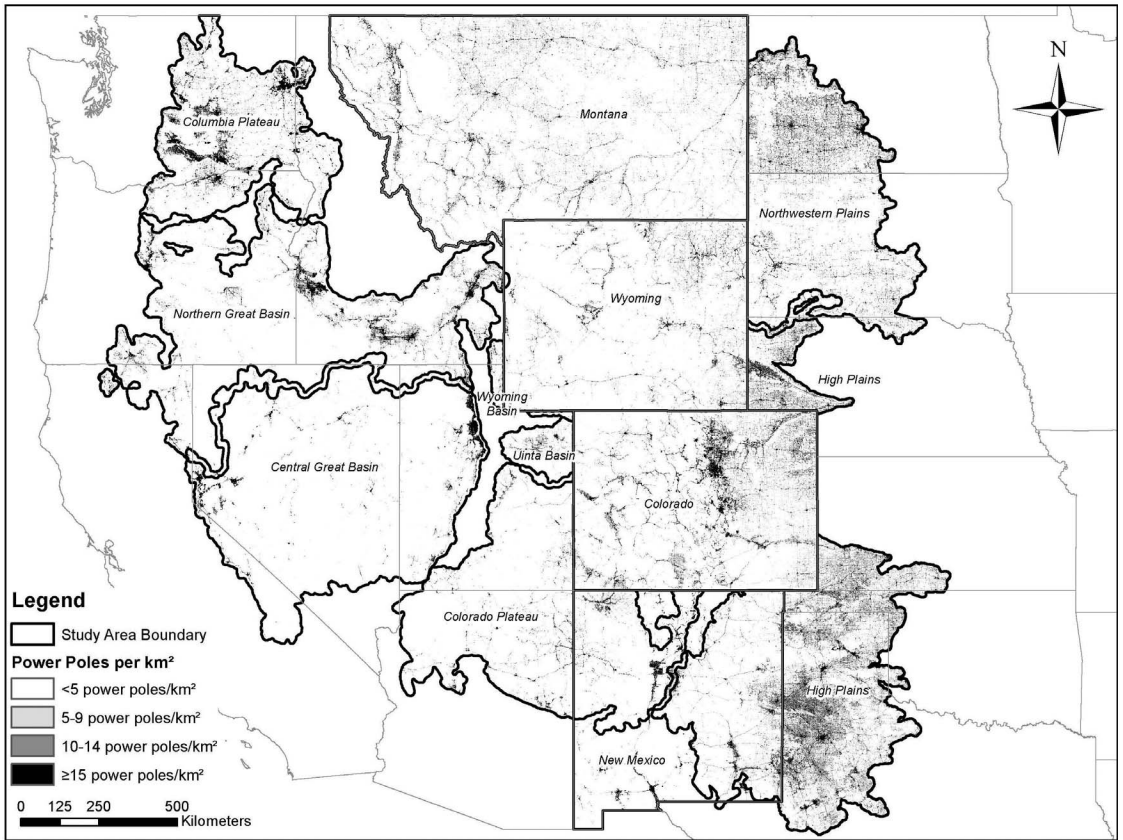 N
Columbia Plateau
Montana
Northwestern Plains
Northern Great Basin
Wyoming
High Plains
Wyoming
Basin
Central Great Basin
Uinta Basin
Colorado
Legend
Study Area Boundary
Power Poles per km²
<5 power poles/km²
5-9 power poles/km²
10-14 power poles/km²
≥15 power poles/km²
0 125 250 500
Kilometers
Colorado Plateau
High Plains
New Mexico